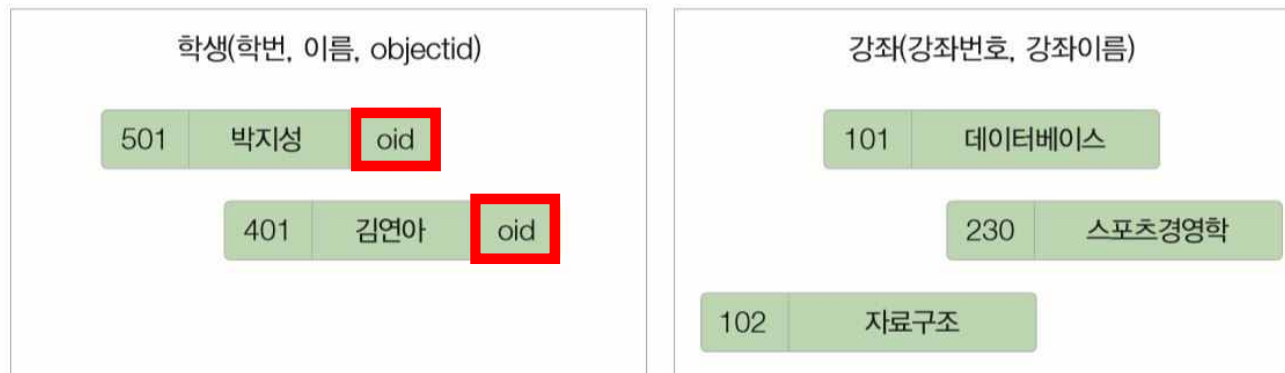 학생(학번, 이름, objectid)
501 박지성 oid
401 김연아 oid
강좌(강좌번호, 강좌이름)
101 데이터베이스
230 스포츠경영학
102 자료구조